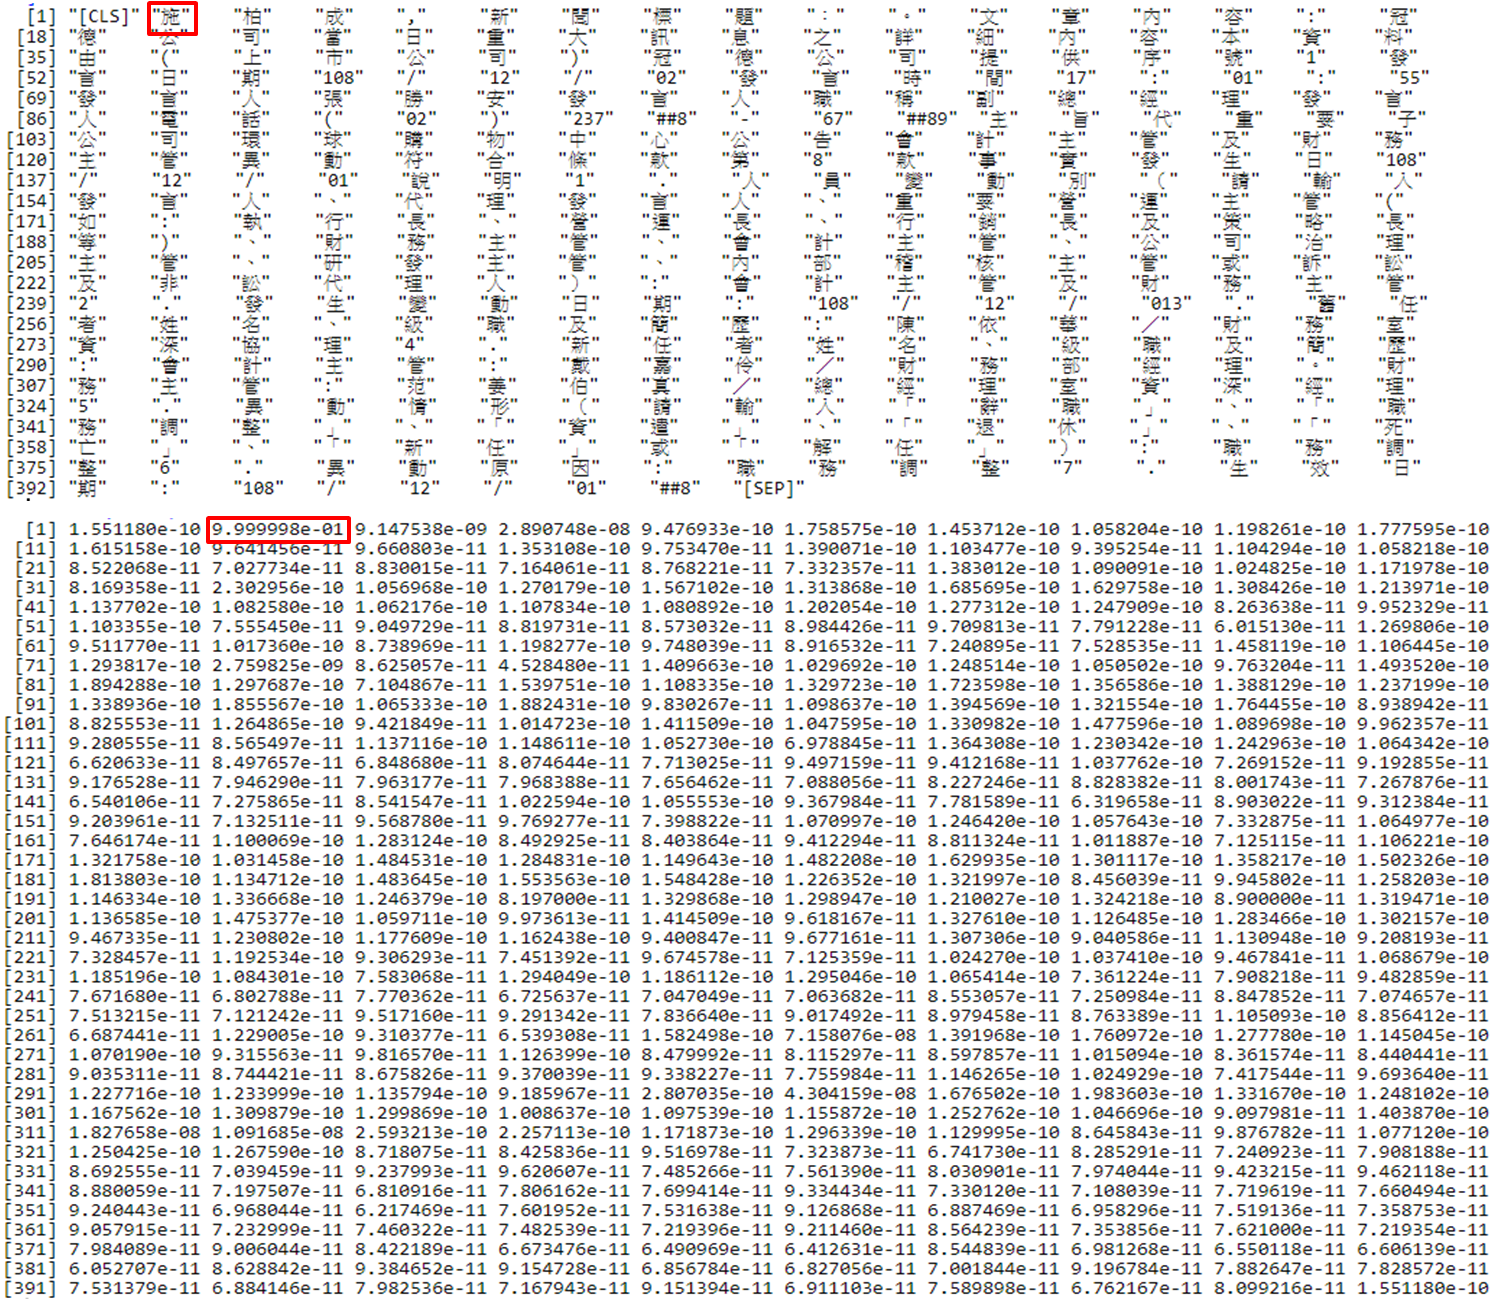 [1] "[CLS]" "施" "柏" "成" "," "新" "聞" "標" "題" ":" "。" "文" "章" "內" "容" ":" "冠"
[18] "德" "公" "司" "當" "日" "重" "大" "訊" "息" "之" "詳" "細" "內" "容" "本" "資" "料"
[35] "由" "(" "上" "市" "公" "司" ")" "冠" "德" "公" "司" "提" "供" "序" "號" "1" "發"
[52] "言" "日" "期" "108" "/" "12" "/" "02" "發" "言" "時" "間" "17" ":" "01" ":" "55"
[69] "發" "言" "人" "張" "勝" "安" "發" "言" "人" "職" "稱" "副" "總" "經" "理" "發" "言"
[86] "人" "電" "話" "(" "02" ")" "237" "##8" "-" "67" "##89" "主" "旨" "代" "重" "要" "子"
[103] "公" "司" "環" "球" "購" "物" "中" "心" "公" "告" "會" "計" "主" "管" "及" "財" "務"
[120] "主" "管" "異" "動" "符" "合" "條" "款" "第" "8" "款" "事" "實" "發" "生" "日" "108"
[137] "/" "12" "/" "01" "說" "明" "1" "." "人" "員" "變" "動" "別" "(" "請" "輸" "入"
[154] "發" "言" "人" "、" "代" "理" "發" "言" "人" "、" "重" "要" "營" "運" "主" "管" "("
[171] "如" ":" "執" "行" "長" "、" "營" "運" "長" "、" "行" "銷" "長" "及" "策" "略" "長"
[188] "等" ")" "、" "財" "務" "主" "管" "、" "會" "計" "主" "管" "、" "公" "司" "治" "理"
[205] "主" "管" "、" "研" "發" "主" "管" "、" "內" "部" "稽" "核" "主" "管" "或" "訴" "訟"
[222] "及" "非" "訟" "代" "理" "人" ")" ":" "會" "計" "主" "管" "及" "財" "務" "主" "管"
[239] "2" "." "發" "生" "變" "動" "日" "期" ":" "108" "/" "12" "/" "013" "." "舊" "任"
[256] "者" "姓" "名" "、" "級" "職" "及" "簡" "歷" ":" "陳" "依" "華" "/" "財" "務" "室"
[273] "資" "深" "協" "理" "4" "." "新" "任" "者" "姓" "名" "、" "級" "職" "及" "簡" "歷"
[290] ":" "會" "計" "主" "管" ":" "戴" "嘉" "伶" "/" "財" "務" "部" "經" "理" "。" "財"
[307] "務" "主" "管" ":" "范" "姜" "伯" "真" "/" "總" "經" "理" "室" "資" "深" "經" "理"
[324] "5" "." "異" "動" "情" "形" "(" "請" "輸" "入" "「" "辭" "職" "」" "、" "「" "職"
[341] "務" "調" "整" "」" "、" "「" "資" "遣" "」" "、" "「" "退" "休" "」" "、" "「" "死"
[358] "亡" "」" "、" "「" "新" "任" "」" "或" "「" "解" "任" "」" ")" ":" "職" "務" "調"
[375] "整" "6" "." "異" "動" "原" "因" ":" "職" "務" "調" "整" "7" "." "生" "效" "日"
[392] "期" ":" "108" "/" "12" "/" "01" "##8" "[SEP]"
[1] 1.551180e-10 9.999998e-01 9.147538e-09 2.890748e-08 9.476933e-10 1.758575e-10 1.453712e-10 1.058204e-10 1.198261e-10 1.777595e-10
[11] 1.615158e-10 9.641456e-11 9.660803e-11 1.353108e-10 9.753470e-11 1.390071e-10 1.103477e-10 9.395254e-11 1.104294e-10 1.058218e-10
[21] 8.522068e-11 7.027734e-11 8.830015e-11 7.164061e-11 8.768221e-11 7.332357e-11 1.383012e-10 1.090091e-10 1.024825e-10 1.171978e-10
[31] 8.169358e-11 2.302956e-10 1.056968e-10 1.270179e-10 1.567102e-10 1.313868e-10 1.685695e-10 1.629758e-10 1.308426e-10 1.213971e-10
[41] 1.137702e-10 1.082580e-10 1.062176e-10 1.107834e-10 1.080892e-10 1.202054e-10 1.277312e-10 1.247909e-10 8.263638e-11 9.952329e-11
[51] 1.103355e-10 7.555450e-11 9.049729e-11 8.819731e-11 8.573032e-11 8.984426e-11 9.709813e-11 7.791228e-11 6.015130e-11 1.269806e-10
[61] 9.511770e-11 1.017360e-10 8.738969e-11 1.198277e-10 9.748039e-11 8.916532e-11 7.240895e-11 7.528535e-11 1.458119e-10 1.106445e-10
[71] 1.293817e-10 2.759825e-09 8.625057e-11 4.528480e-11 1.409663e-10 1.029692e-10 1.248514e-10 1.050502e-10 9.763204e-11 1.493520e-10
[81] 1.894288e-10 1.297687e-10 7.104867e-11 1.539751e-10 1.108335e-10 1.329723e-10 1.723598e-10 1.356586e-10 1.388129e-10 1.237199e-10
[91] 1.338936e-10 1.855567e-10 1.065333e-10 1.882431e-10 9.830267e-11 1.098637e-10 1.394569e-10 1.321554e-10 1.764455e-10 8.938942e-11
[101] 8.825553e-11 1.264865e-10 9.421849e-11 1.014723e-10 1.411509e-10 1.047595e-10 1.330982e-10 1.477596e-10 1.089698e-10 9.962357e-11
[111] 9.280555e-11 8.565497e-11 1.137116e-10 1.148611e-10 1.052730e-10 6.978845e-11 1.364308e-10 1.230342e-10 1.242963e-10 1.064342e-10
[121] 6.620633e-11 8.497657e-11 6.848680e-11 8.074644e-11 7.713025e-11 9.497159e-11 9.412168e-11 1.037762e-10 7.269152e-11 9.192855e-11
[131] 9.176528e-11 7.946290e-11 7.963177e-11 7.968388e-11 7.656462e-11 7.088056e-11 8.227246e-11 8.828382e-11 8.001743e-11 7.267876e-11
[141] 6.540106e-11 7.275865e-11 8.541547e-11 1.022594e-10 1.055553e-10 9.367984e-11 7.781589e-11 6.319658e-11 8.903022e-11 9.312384e-11
[151] 9.203961e-11 7.132511e-11 9.568780e-11 9.769277e-11 7.398822e-11 1.070997e-10 1.246420e-10 1.057643e-10 7.332875e-11 1.064977e-10
[161] 7.646174e-11 1.100069e-10 1.283124e-10 8.492925e-11 8.403864e-11 9.412294e-11 8.811324e-11 1.011887e-10 7.125115e-11 1.106221e-10
[171] 1.321758e-10 1.031458e-10 1.484531e-10 1.284831e-10 1.149643e-10 1.482208e-10 1.629935e-10 1.301117e-10 1.358217e-10 1.502326e-10
[181] 1.813803e-10 1.134712e-10 1.483645e-10 1.553563e-10 1.548428e-10 1.226352e-10 1.321997e-10 8.456039e-11 9.945802e-11 1.258203e-10
[191] 1.146334e-10 1.336668e-10 1.246379e-10 8.197000e-11 1.329868e-10 1.298947e-10 1.210027e-10 1.324218e-10 8.900000e-11 1.319471e-10
[201] 1.136585e-10 1.475377e-10 1.059711e-10 9.973613e-11 1.414509e-10 9.618167e-11 1.327610e-10 1.126485e-10 1.283466e-10 1.302157e-10
[211] 9.467335e-11 1.230802e-10 1.177609e-10 1.162438e-10 9.400847e-11 9.677161e-11 1.307306e-10 9.040586e-11 1.130948e-10 9.208193e-11
[221] 7.328457e-11 1.192534e-10 9.306293e-11 7.451392e-11 9.674578e-11 7.125359e-11 1.024270e-10 1.037410e-10 9.467841e-11 1.068679e-10
[231] 1.185196e-10 1.084301e-10 7.583068e-11 1.294049e-10 1.186112e-10 1.295046e-10 1.065414e-10 7.361224e-11 7.908218e-11 9.482859e-11
[241] 7.671680e-11 6.802788e-11 7.770362e-11 6.725637e-11 7.047049e-11 7.063682e-11 8.553057e-11 7.250984e-11 8.847852e-11 7.074657e-11
[251] 7.513215e-11 7.121242e-11 9.517160e-11 9.291342e-11 7.836640e-11 9.017492e-11 8.979458e-11 8.763389e-11 1.105093e-10 8.856412e-11
[261] 6.687441e-11 1.229005e-10 9.310377e-11 6.539308e-11 1.582498e-10 7.158076e-08 1.391968e-10 1.760972e-10 1.277780e-10 1.145045e-10
[271] 1.070190e-10 9.315563e-11 9.816570e-11 1.126399e-10 8.479992e-11 8.115297e-11 8.597857e-11 1.015094e-10 8.361574e-11 8.440441e-11
[281] 9.035311e-11 8.744421e-11 8.675826e-11 9.370039e-11 9.338227e-11 7.755984e-11 1.146265e-10 1.024929e-10 7.417544e-11 9.693640e-11
[291] 1.227716e-10 1.233999e-10 1.135794e-10 9.185967e-11 2.807035e-10 4.304159e-08 1.676502e-10 1.983603e-10 1.331670e-10 1.248102e-10
[301] 1.167562e-10 1.309879e-10 1.299869e-10 1.008637e-10 1.097539e-10 1.155872e-10 1.252762e-10 1.046696e-10 9.097981e-11 1.403870e-10
[311] 1.827658e-08 1.091685e-08 2.593213e-10 2.257113e-10 1.171873e-10 1.296339e-10 1.129995e-10 8.645843e-11 9.876782e-11 1.077120e-10
[321] 1.250425e-10 1.267590e-10 8.718075e-11 8.425836e-11 9.516978e-11 7.323873e-11 6.741730e-11 8.285291e-11 7.240923e-11 7.908188e-11
[331] 8.692555e-11 7.039459e-11 9.237993e-11 9.620607e-11 7.485266e-11 7.561390e-11 8.030901e-11 7.974044e-11 9.423215e-11 9.462118e-11
[341] 8.880059e-11 7.197507e-11 6.810916e-11 7.806162e-11 7.699414e-11 9.334434e-11 7.330120e-11 7.108039e-11 7.719619e-11 7.660494e-11
[351] 9.240443e-11 6.968044e-11 6.217469e-11 7.601952e-11 7.531638e-11 9.126868e-11 6.887469e-11 6.958296e-11 7.519136e-11 7.358753e-11
[361] 9.057915e-11 7.232999e-11 7.460322e-11 7.482539e-11 7.219396e-11 9.211460e-11 8.564239e-11 7.353856e-11 7.621000e-11 7.219354e-11
[371] 7.984089e-11 9.006044e-11 8.422189e-11 6.673476e-11 6.490969e-11 6.412631e-11 8.544839e-11 6.981268e-11 6.550118e-11 6.606139e-11
[381] 6.052707e-11 8.628842e-11 9.384652e-11 9.154728e-11 6.856784e-11 6.827056e-11 7.001844e-11 9.196784e-11 7.882647e-11 7.828572e-11
[391] 7.531379e-11 6.884146e-11 7.982536e-11 7.167943e-11 9.151394e-11 6.911103e-11 7.589898e-11 6.762167e-11 8.099216e-11 1.551180e-10